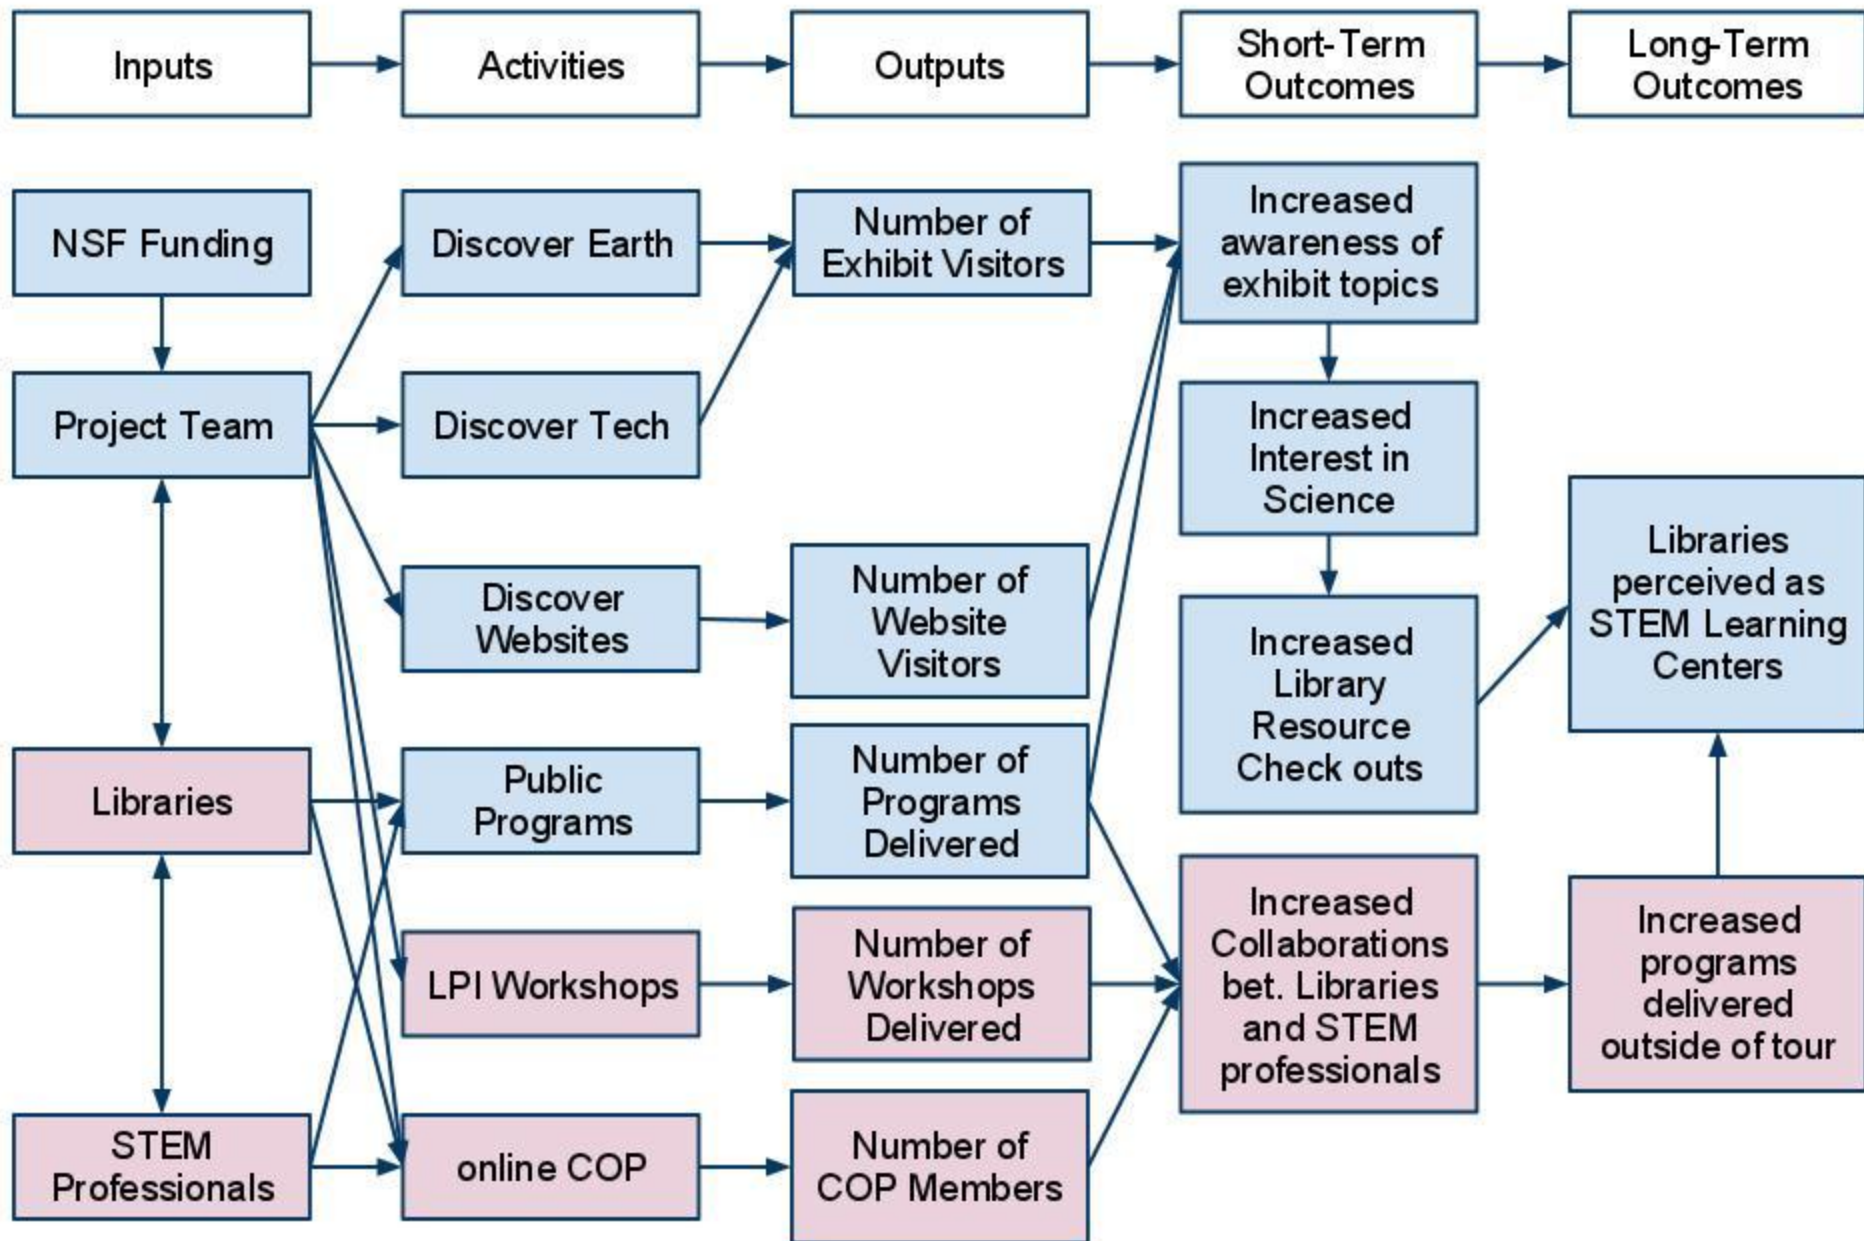 Inputs
Activities
Outputs
Short-Term
Outcomes
Long-Term
Outcomes
NSF Funding
Discover Earth
Number of
Exhibit Visitors
Increased
awareness of
exhibit topics
Project Team
Discover Tech
Increased
Interest in
Science
Discover
Websites
Number of
Website
Visitors
Increased
Library
Resource
Check outs
Libraries
perceived as
STEM Learning
Centers
Libraries
Public
Programs
Number of
Programs
Delivered
LPI Workshops
Number of
Workshops
Delivered
Increased
Collaborations
bet. Libraries
and STEM
professionals
Increased
programs
delivered
outside of tour
STEM
Professionals
online COP
Number of
COP Members